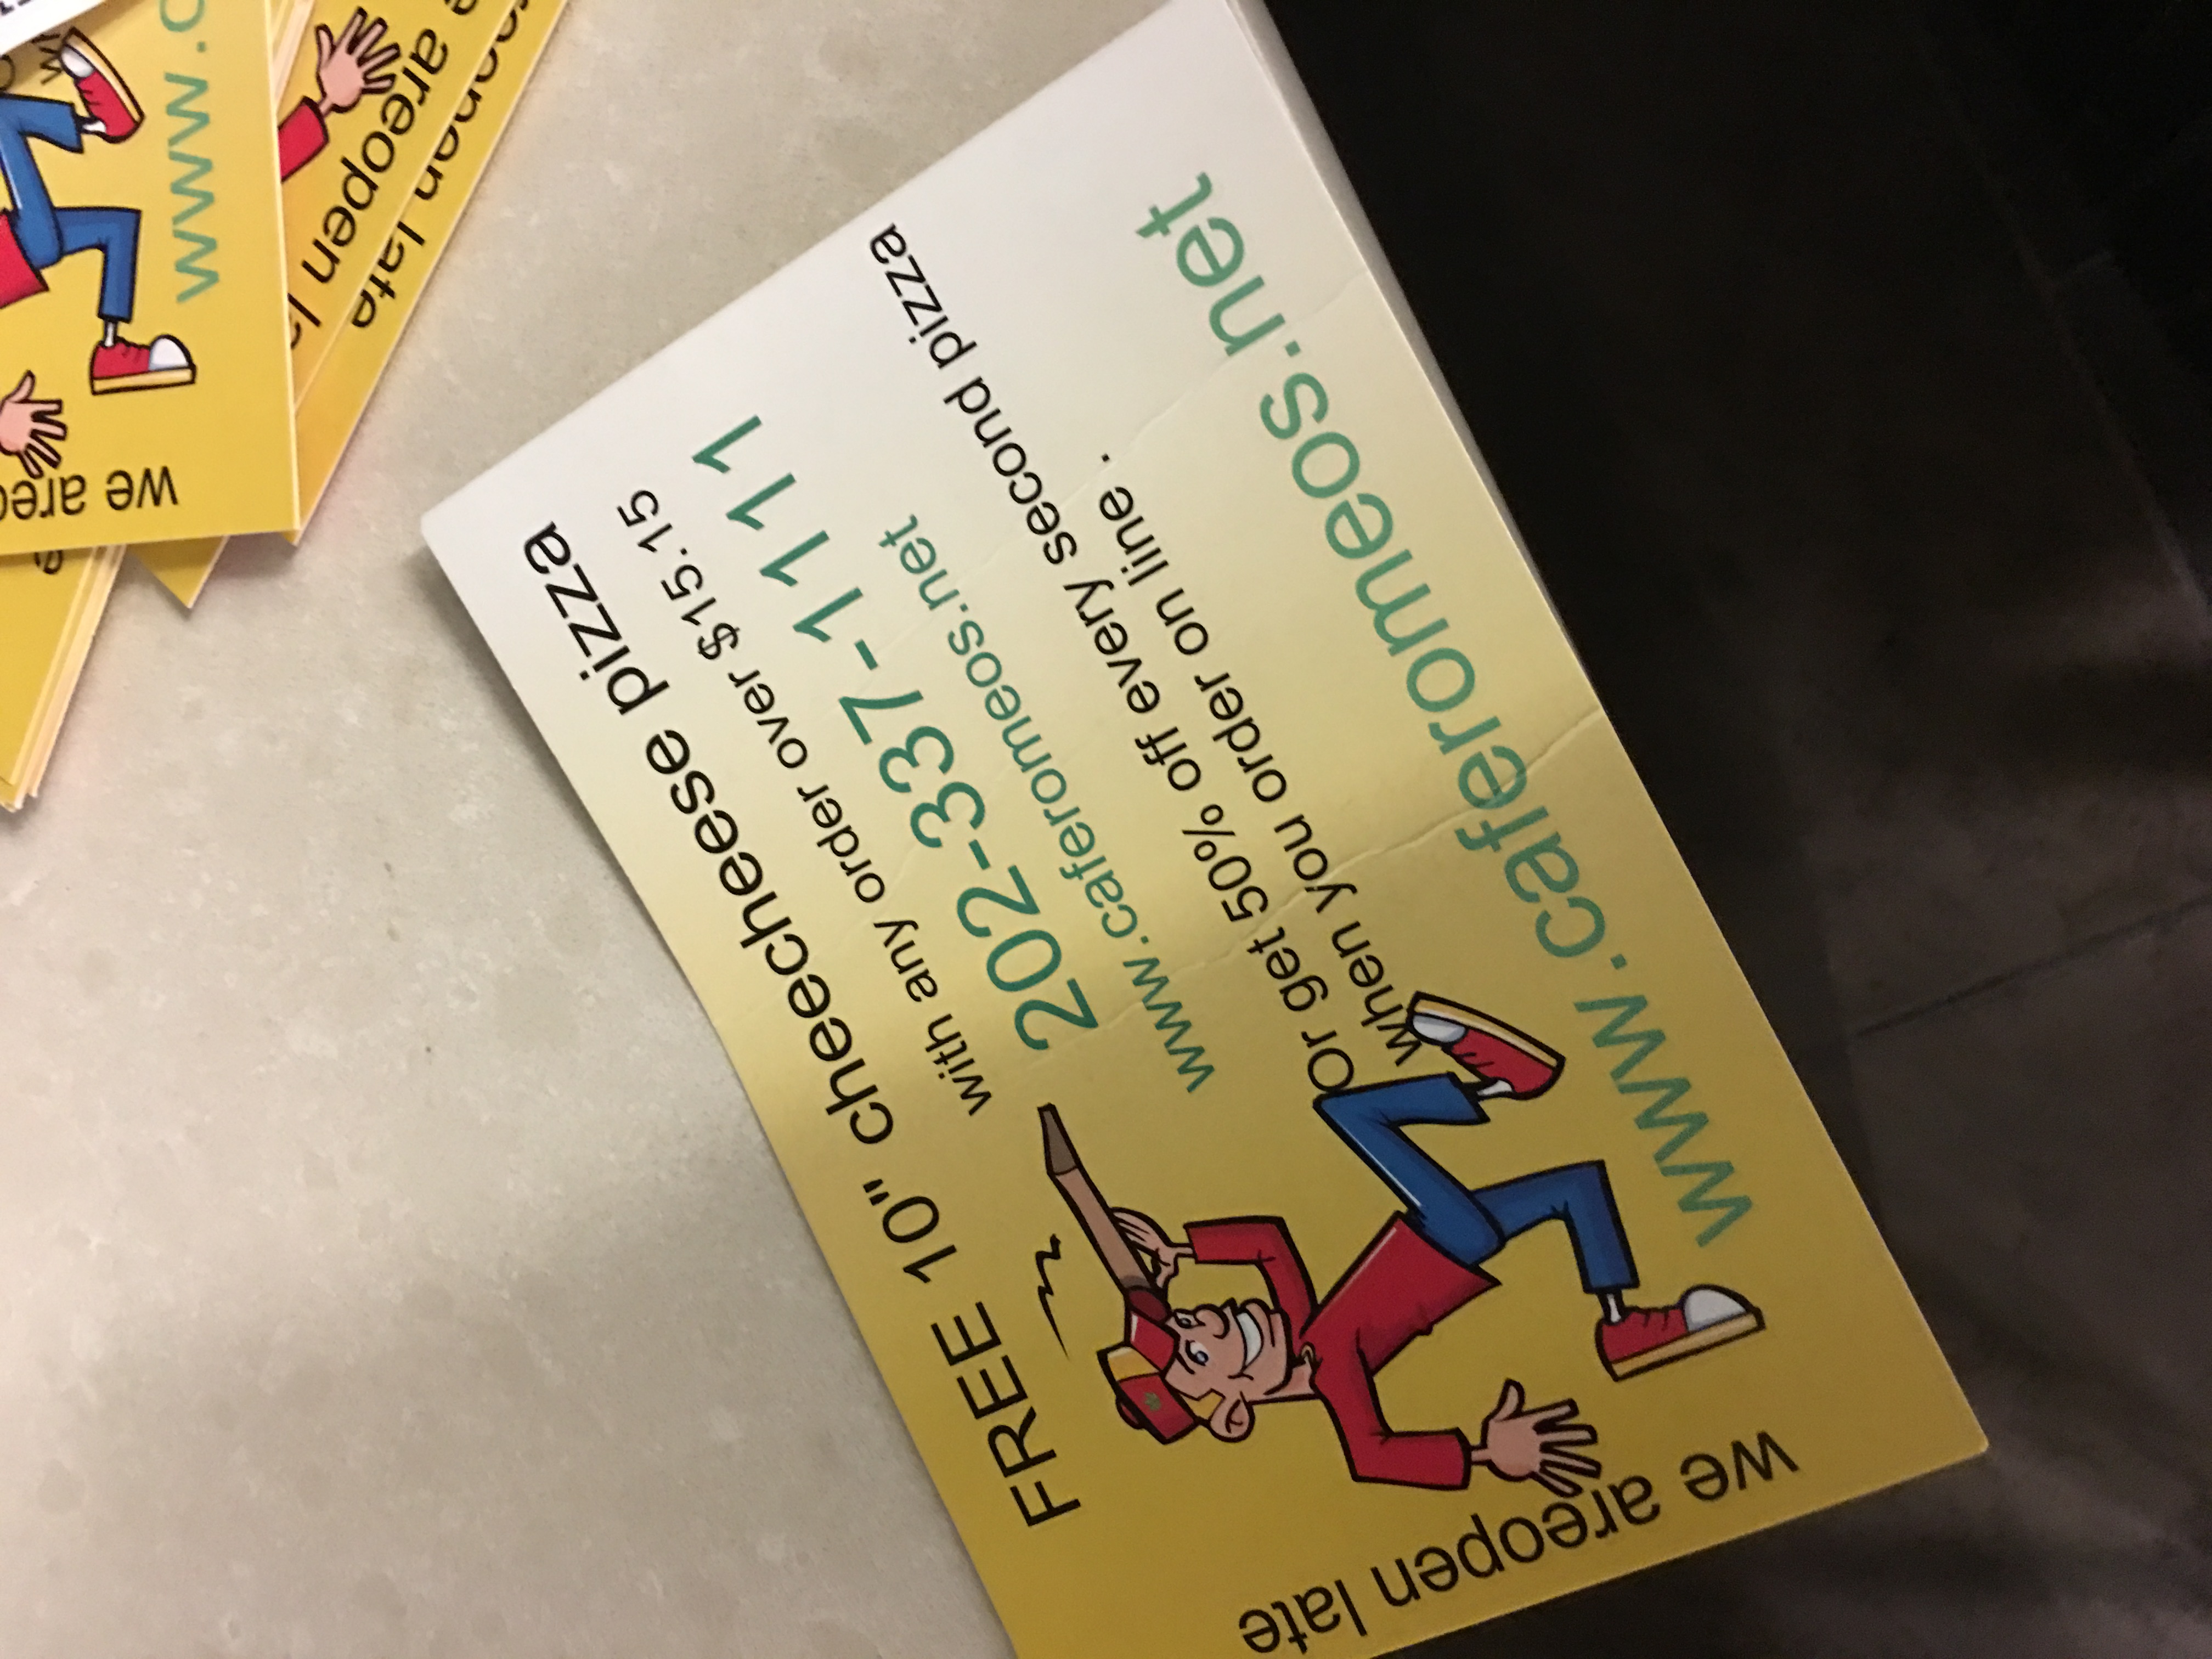 FREE 10" cheecheese pizza
with any order over $15.15
202-337-1111
www.caferomeos.net
Or get 50% off every second pizza
when you order on line .
www.caferomeos.net
we areopen late
we areo
www.c
areopen l
open late